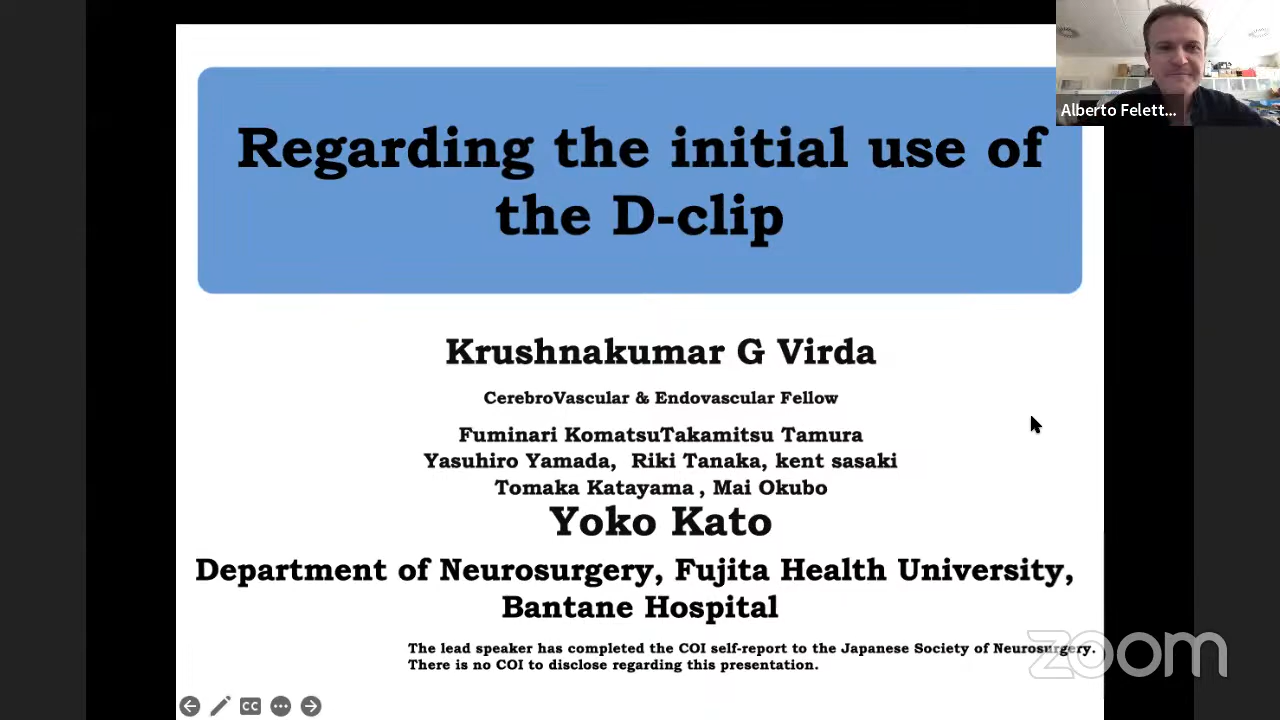 Alberto Felett...
Regarding the initial use of
the D-clip
Krushnakumar G Virda
CerebroVascular & Endovascular Fellow
Fuminari KomatsuTakamitsu Tamura
Yasuhiro Yamada, Riki Tanaka, kent sasaki
Tomaka Katayama , Mai Okubo
Yoko Kato
Department of Neurosurgery, Fujita Health University,
Bantane Hospital
The lead speaker has completed the COI self-report to the Japanese Society of Neurosurgery.
There is no COI to disclose regarding this presentation.
zoom
CC